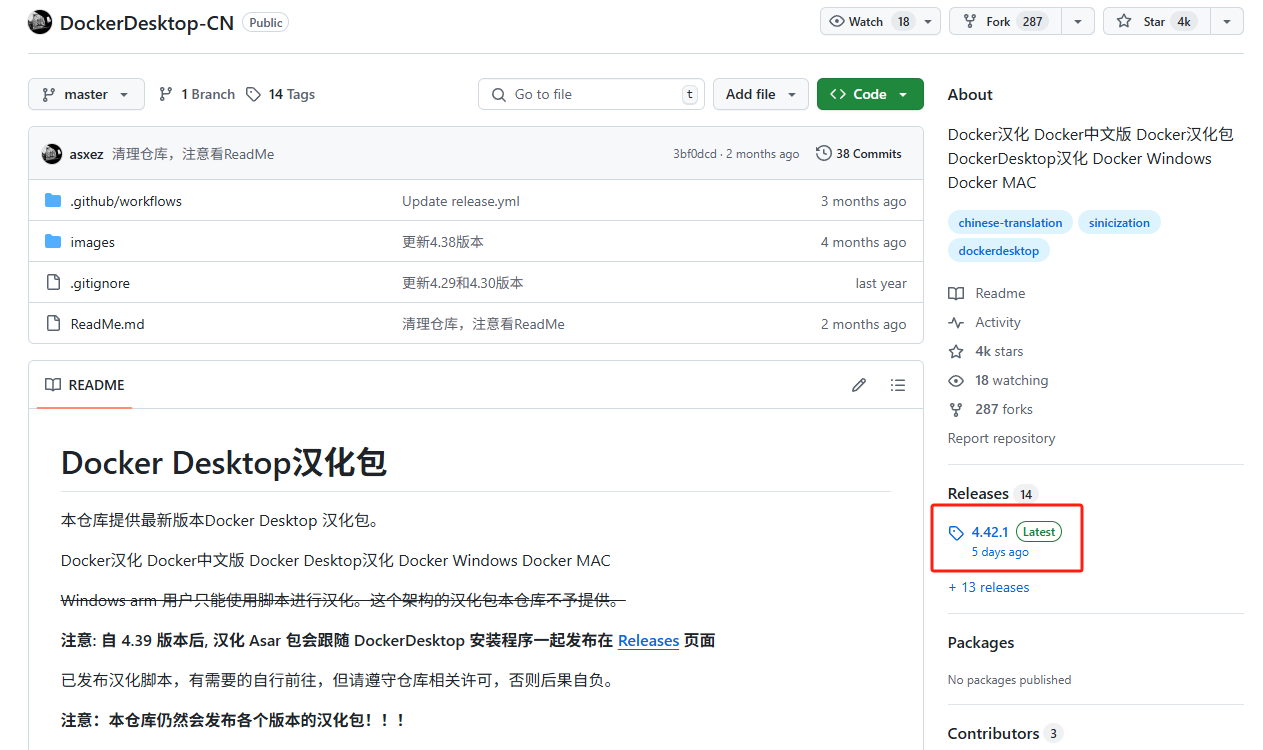 DockerDesktop-CN Public
Watch 18
Fork 287
Star 4k
master
1 Branch
14 Tags
Go to file
t
Add file
Code
asxez 清理仓库，注意看ReadMe
3bf0dcd · 2 months ago
38 Commits
.github/workflows
Update release.yml
3 months ago
images
更新4.38版本
4 months ago
.gitignore
更新4.29和4.30版本
last year
ReadMe.md
清理仓库，注意看ReadMe
2 months ago
README
Docker Desktop汉化包
本仓库提供最新版本Docker Desktop 汉化包。
Docker汉化 Docker中文版 Docker Desktop汉化 Docker Windows Docker MAC
Windows arm 用户只能使用脚本进行汉化。这个架构的汉化包本仓库不予提供。
注意: 自 4.39 版本后, 汉化 Asar 包会跟随 DockerDesktop 安装程序一起发布在 Releases 页面
已发布汉化脚本，有需要的自行前往，但请遵守仓库相关许可，否则后果自负。
注意：本仓库仍然会发布各个版本的汉化包！！！
About
Docker汉化 Docker中文版 Docker汉化包
DockerDesktop汉化 Docker Windows
Docker MAC
chinese-translation
sinicization
dockerdesktop
Readme
Activity
4k stars
18 watching
287 forks
Report repository
Releases 14
4.42.1 Latest
5 days ago
+ 13 releases
Packages
No packages published
Contributors 3